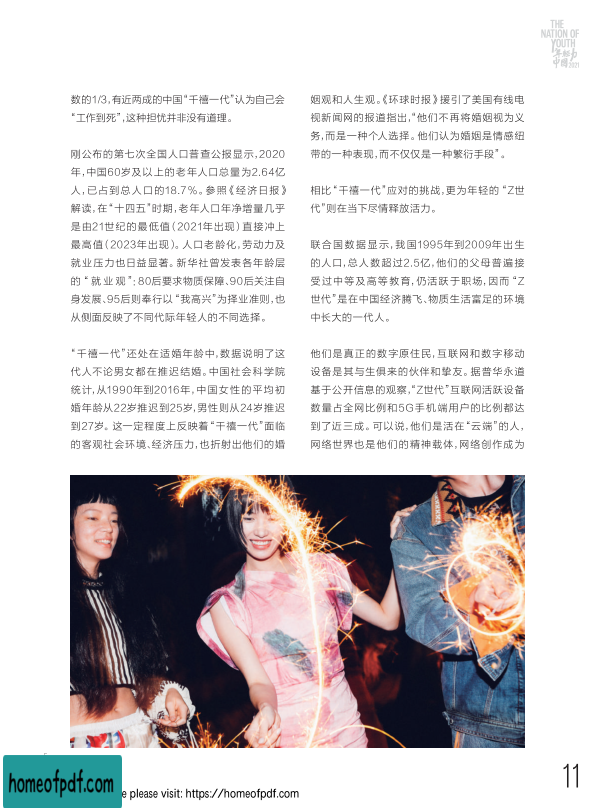 THE
NATION OF
YOUTH
中国 2021
数的1/3，有近两成的中国“千禧一代”认为自己会
“工作到死”，这种担忧并非没有道理。
刚公布的第七次全国人口普查公报显示，2020
年，中国60岁及以上的老年人口总量为2.64亿
人，已占到总人口的18.7%。参照《经济日报》
解读，在“十四五”时期，老年人口年净增量几乎
是由21世纪的最低值（2021年出现）直接冲上
最高值（2023年出现）。人口老龄化，劳动力及
就业压力也日益显著。新华社曾发表各年龄层
的“就业观”：80后要求物质保障、90后关注自
身发展、95后则奉行以“我高兴”为择业准则，也
从侧面反映了不同代际年轻人的不同选择。
“千禧一代”还处在适婚年龄中，数据说明了这
代人不论男女都在推迟结婚。中国社会科学院
统计，从1990年到2016年，中国女性的平均初
婚年龄从22岁推迟到25岁，男性则从24岁推迟
到27岁。这一定程度上反映着“千禧一代”面临
的客观社会环境、经济压力，也折射出他们的婚
姻观和人生观。《环球时报》援引了美国有线电
视新闻网的报道指出，“他们不再将婚姻视为义
务，而是一种个人选择。他们认为婚姻是情感纽
带的一种表现，而不仅仅是一种繁衍手段”。
相比“千禧一代”应对的挑战，更为年轻的“Z世
代”则在当下尽情释放活力。
联合国数据显示，我国1995年到2009年出生
的人口，总人数超过2.5亿，他们的父母普遍接
受过中等及高等教育，仍活跃于职场，因而“Z
世代”是在中国经济腾飞、物质生活富足的环境
中长大的一代人。
他们是真正的数字原住民，互联网和数字移动
设备是其与生俱来的伙伴和挚友。据普华永道
基于公开信息的观察，“Z世代”互联网活跃设备
数量占全网比例和5G手机端用户的比例都达
到了近三成。可以说，他们是活在“云端”的人，
网络世界也是他们的精神载体，网络创作成为
11
homeofpdf.com
e please visit: https://homeofpdf.com